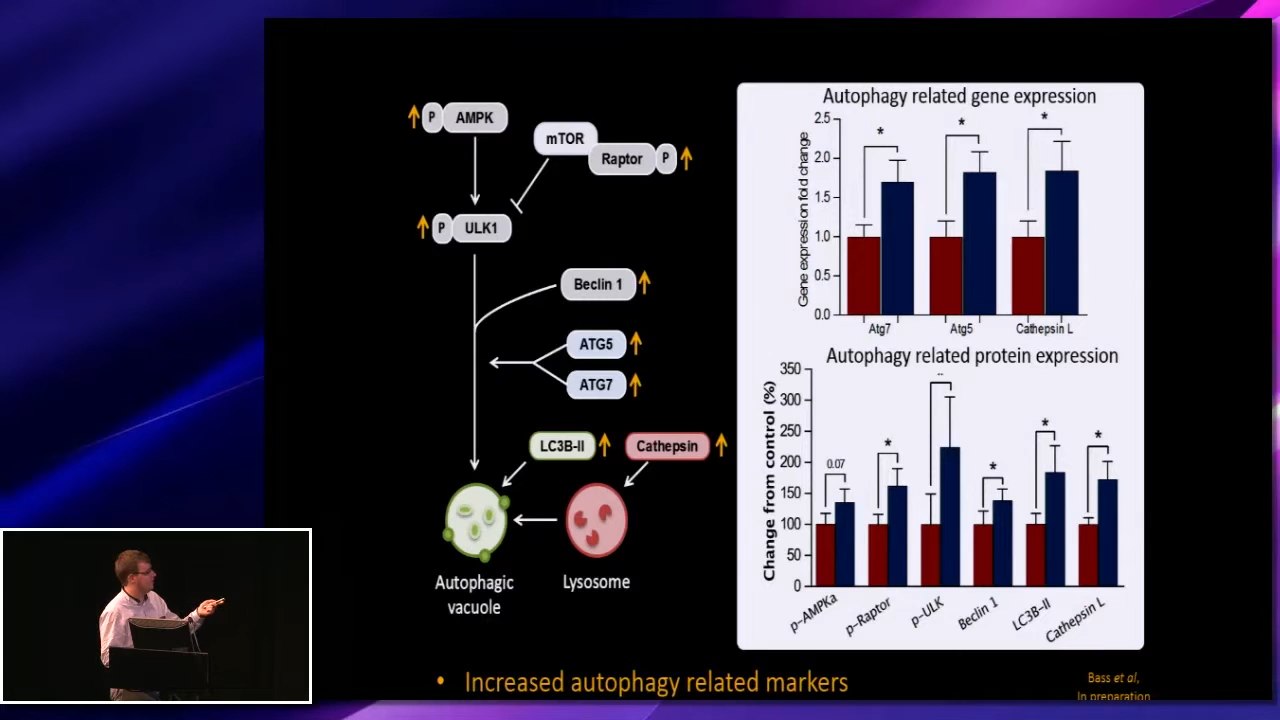 P AMPK
mTOR
Raptor P
P ULK1
Beclin 1
ATG5
ATG7
LC3B-II
Cathepsin
Autophagic
vacuole
Lysosome
Autophagy related gene expression
Gene expression fold change
2.5
2.0
1.5
1.0
0.5
0.0
*
*
*
Atg7
Atg5
Cathepsin L
Autophagy related protein expression
Change from control (%)
350
300
250
200
150
100
50
0
0.07
*
*
*
*
p-AMPKa
p-Raptor
p-ULK
Beclin 1
LC3B-II
Cathepsin L
• Increased autophagy related markers
Bass et al,
In preparation